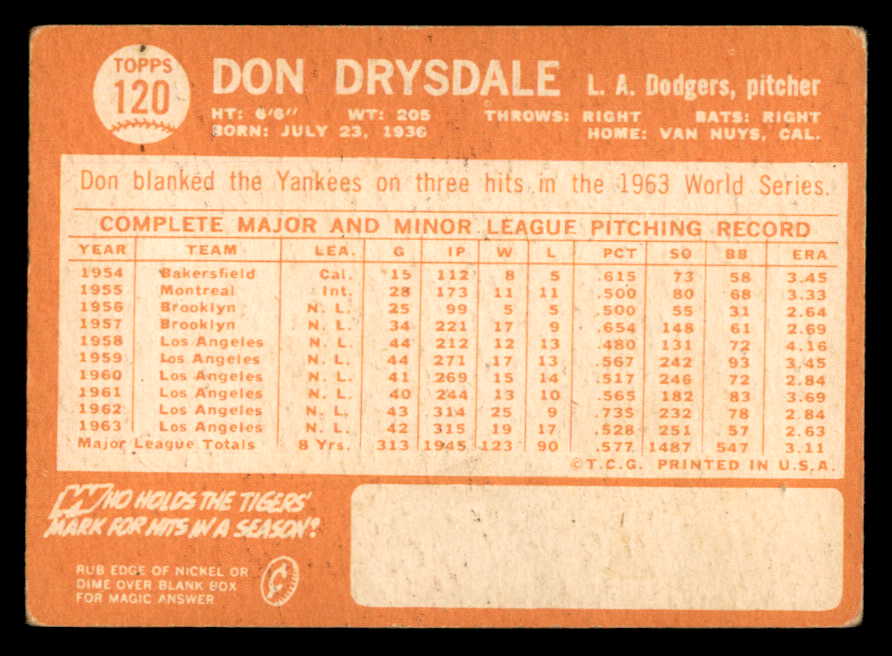 TOPPS
120
DON DRYSDALE L. A. Dodgers, pitcher
HT: 6'6" WT: 205 THROWS: RIGHT BATS: RIGHT
BORN: JULY 23, 1936 HOME: VAN NUYS, CAL.
Don blanked the Yankees on three hits in the 1963 World Series.
COMPLETE MAJOR AND MINOR LEAGUE PITCHING RECORD
YEAR TEAM LEA. G IP W L PCT SO BB ERA
1954 Bakersfield Cal. 15 112 8 5 .615 73 58 3.45
1955 Montreal Int. 28 173 11 11 .500 80 68 3.33
1956 Brooklyn N. L. 25 99 5 5 .500 55 31 2.64
1957 Brooklyn N. L. 34 221 17 9 .654 148 61 2.69
1958 Los Angeles N. L. 44 212 12 13 .480 131 72 4.16
1959 Los Angeles N. L. 44 271 17 13 .567 242 93 3.45
1960 Los Angeles N. L. 41 269 15 14 .517 246 72 2.84
1961 Los Angeles N. L. 40 244 13 10 .565 182 83 3.69
1962 Los Angeles N. L. 43 314 25 9 .735 232 78 2.84
1963 Los Angeles N. L. 42 315 19 17 .528 251 57 2.63
Major League Totals 8 Yrs. 313 1945 123 90 .577 1487 547 3.11
© T.C.G. PRINTED IN U.S.A.
WHO HOLDS THE TIGERS'
MARK FOR HITS IN A SEASON?
RUB EDGE OF NICKEL OR
DIME OVER BLANK BOX
FOR MAGIC ANSWER